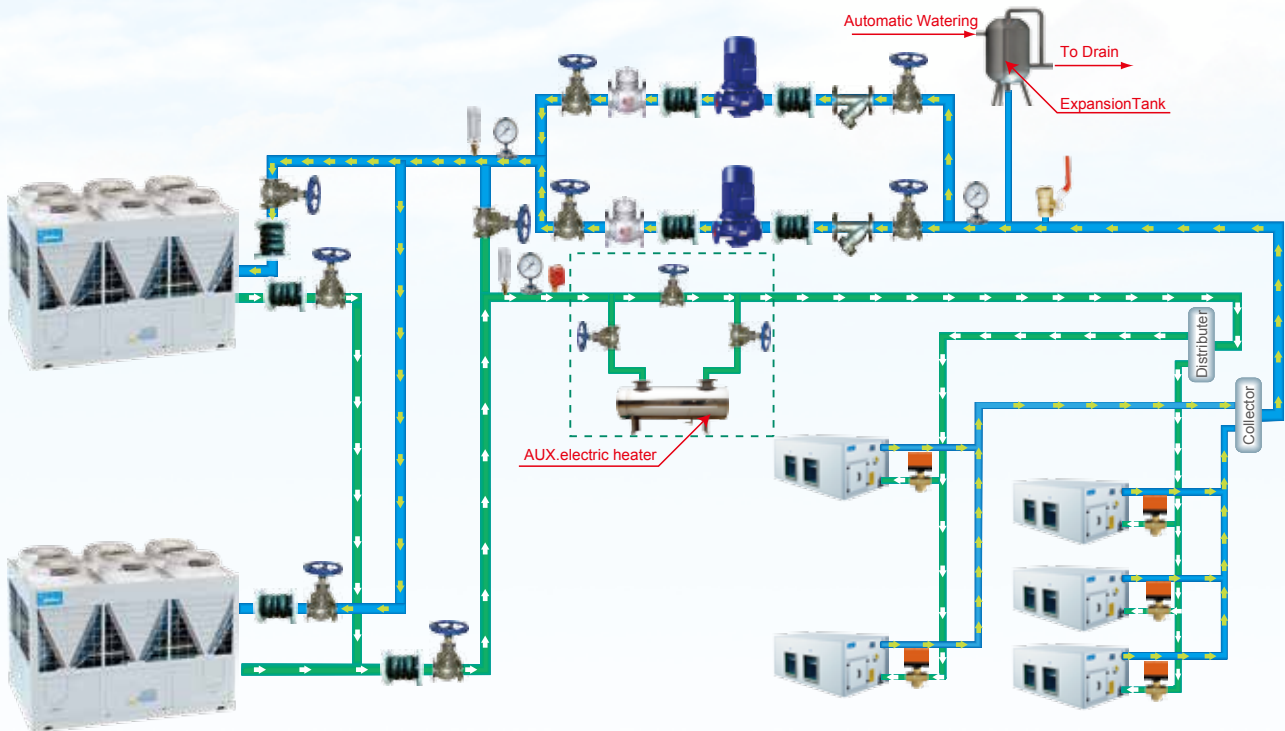 Automatic Watering
To Drain
ExpansionTank
Distributer
Collector
AUX.electric heater